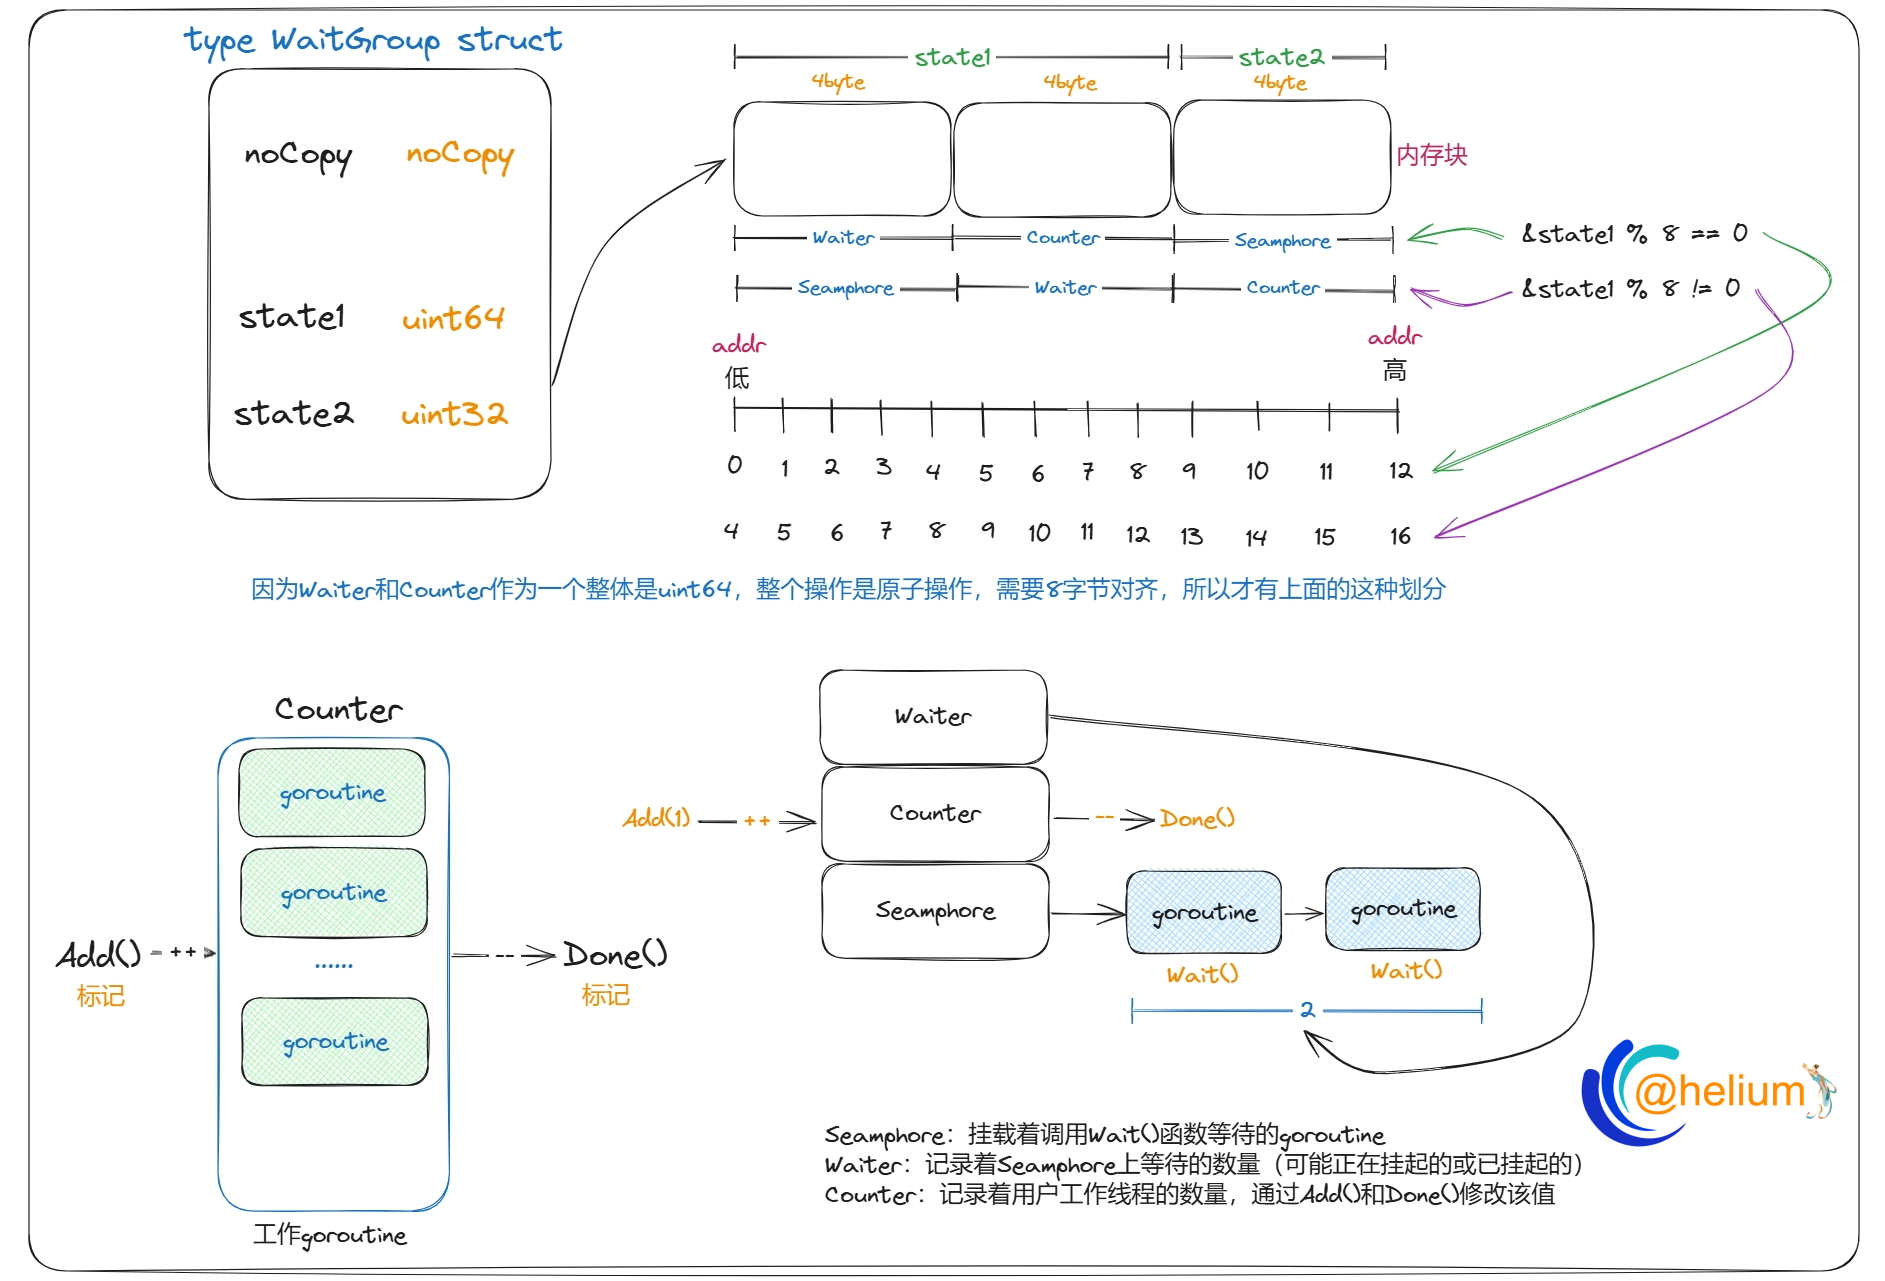 type WaitGroup struct
noCopy noCopy
state1 uint64
state2 uint32
state1 state2
4byte 4byte 4byte
内存块
Waiter Counter Seamphore
&state1 % 8 == 0
Seamphore Waiter Counter
&state1 % 8 != 0
addr addr
低 高
0 1 2 3 4 5 6 7 8 9 10 11 12
4 5 6 7 8 9 10 11 12 13 14 15 16
因为Waiter和Counter作为一个整体是uint64，整个操作是原子操作，需要8字节对齐，所以才有上面的这种划分
Counter
goroutine
goroutine
......
goroutine
Add() ++
标记
-- Done()
标记
工作goroutine
Waiter
Add(1) ++ Counter -- Done()
Seamphore goroutine goroutine
Wait() Wait()
2
@helium
Seamphore：挂载着调用Wait()函数等待的goroutine
Waiter：记录着Seamphore上等待的数量（可能正在挂起的或已挂起的）
Counter：记录着用户工作线程的数量，通过Add()和Done()修改该值